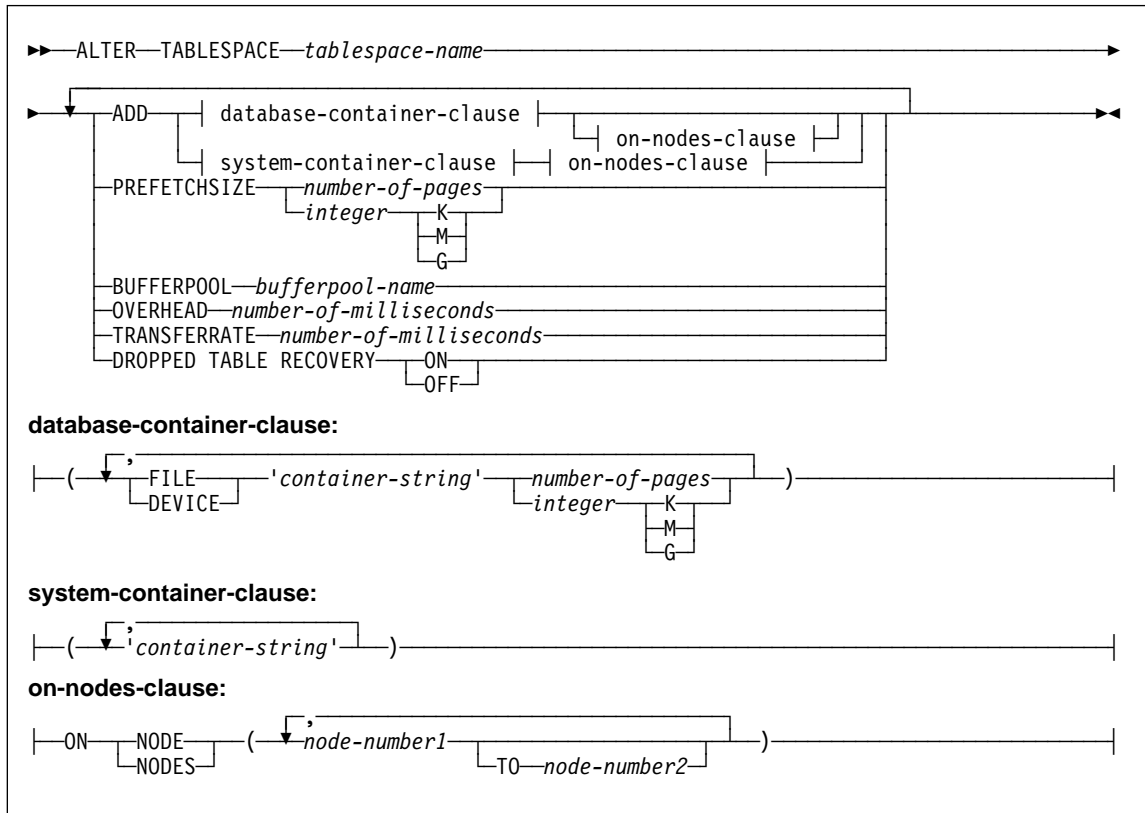 ALTER TABLESPACE tablespace-name
ADD database-container-clause
on-nodes-clause
system-container-clause on-nodes-clause
PREFETCHSIZE number-of-pages
integer K
M
G
BUFFERPOOL bufferpool-name
OVERHEAD number-of-milliseconds
TRANSFERRATE number-of-milliseconds
DROPPED TABLE RECOVERY ON
OFF
database-container-clause:
,
( FILE 'container-string' number-of-pages )
DEVICE integer K
M
G
system-container-clause:
,
( 'container-string' )
on-nodes-clause:
,
ON NODE ( node-number1 )
NODES TO node-number2